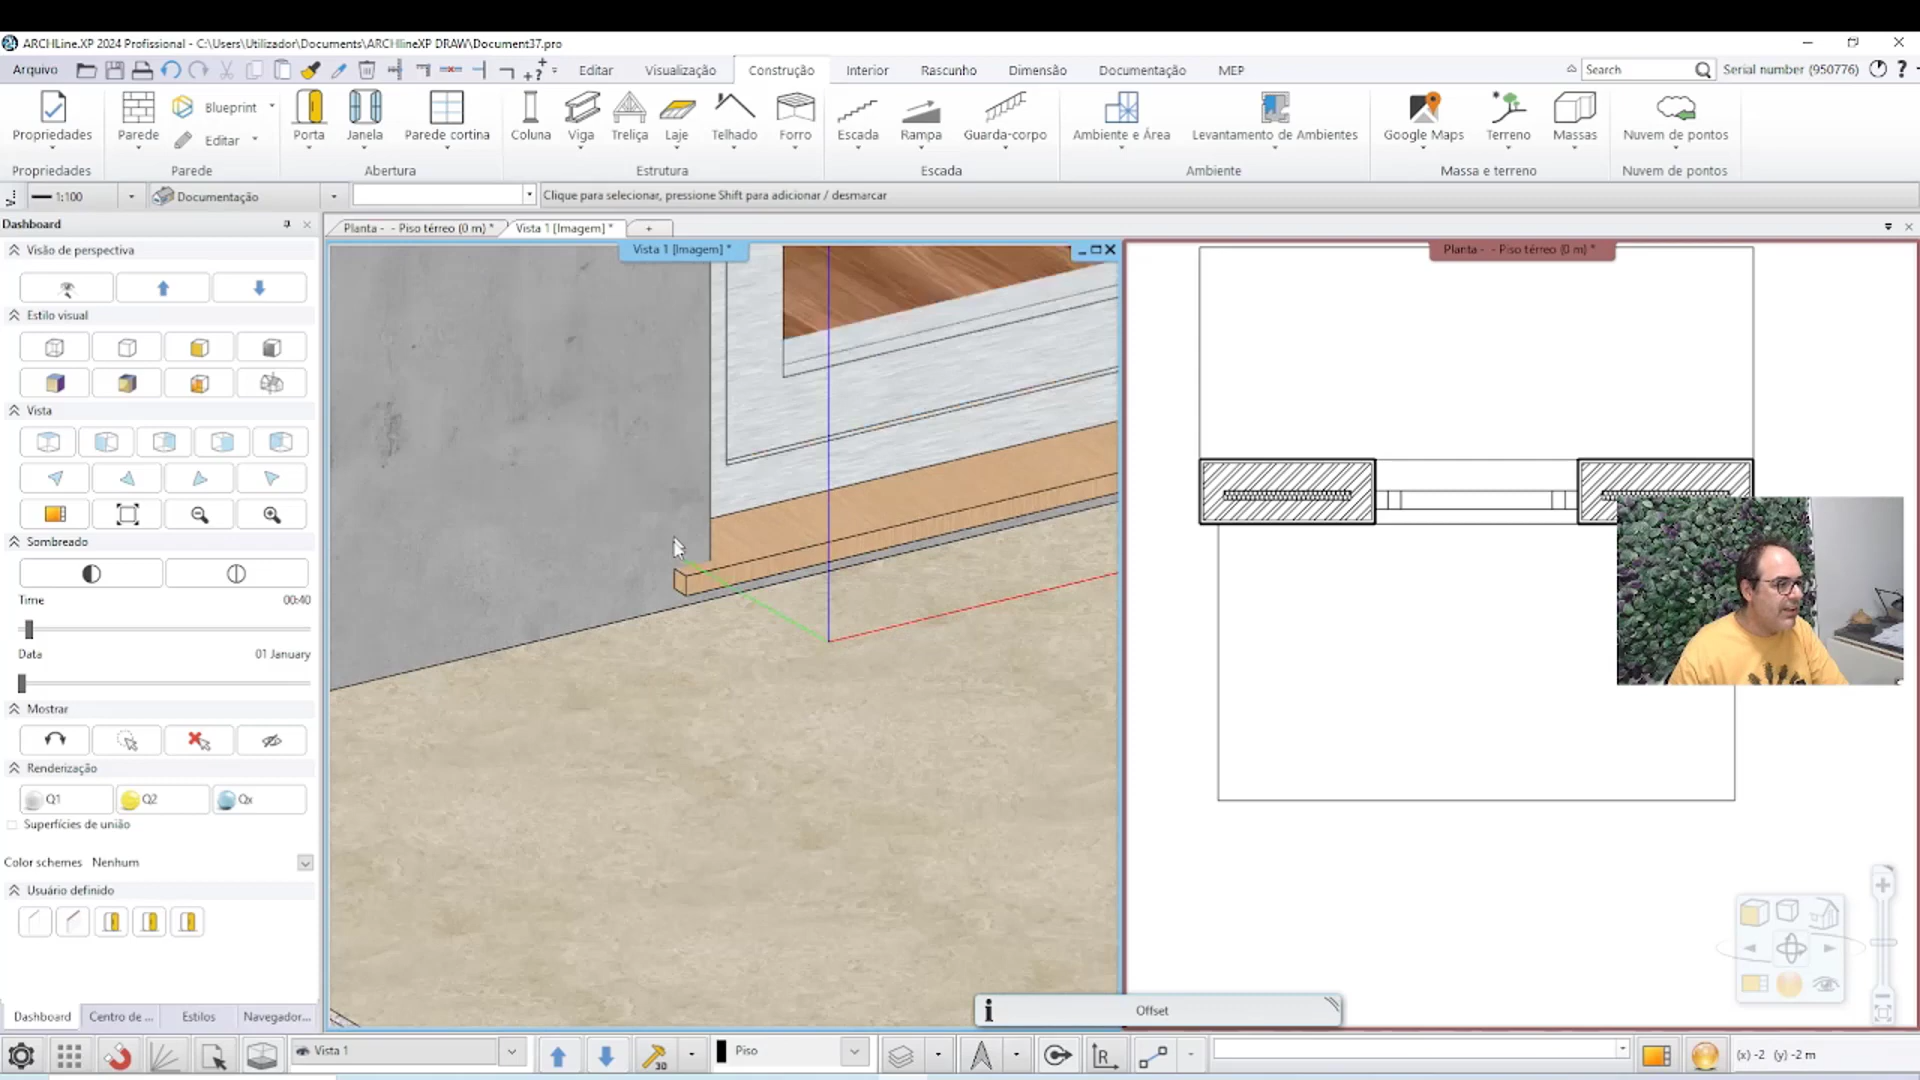 ARCHLine.XP 2024 Profissional - C:\Users\Utilizador\Documents\ARCHlineXP DRAW\Document37.pro
Arquivo
Editar
Visualização
Construção
Interior
Rascunho
Dimensão
Documentação
MEP
Search
Serial number (950776)
Propriedades
Parede
Blueprint
Editar
Porta
Janela
Parede cortina
Coluna
Viga
Treliça
Laje
Telhado
Forro
Escada
Rampa
Guarda-corpo
Ambiente e Área
Levantamento de Ambientes
Google Maps
Terreno
Massas
Nuvem de pontos
Propriedades
Parede
Abertura
Estrutura
Escada
Ambiente
Massa e terreno
Nuvem de pontos
1:100
Documentação
Clique para selecionar, pressione Shift para adicionar / desmarcar
Dashboard
Planta - - Piso térreo (0 m) *
Vista 1 [Imagem] *
+
Vista 1 [Imagem] *
Planta - - Piso térreo (0 m) *
Visão de perspectiva
Estilo visual
Vista
Sombreado
Time 00:40
Data 01 January
Mostrar
Renderização
Q1
Q2
Qx
Superfícies de união
Color schemes Nenhum
Usuário definido
Dashboard
Centro de ...
Estilos
Navegador...
Offset
Vista 1
30
Piso
(x) -2 (y) -2 m